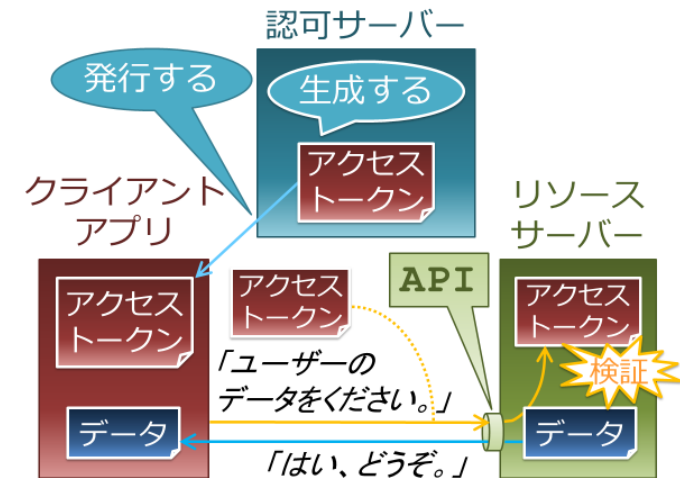 認可サーバー
発行する
生成する
アクセス
トークン
クライアント
アプリ
リソース
サーバー
アクセス
トークン
アクセス
トークン
API
アクセス
トークン
検証
「ユーザーの
データをください。」
データ
データ
「はい、どうぞ。」